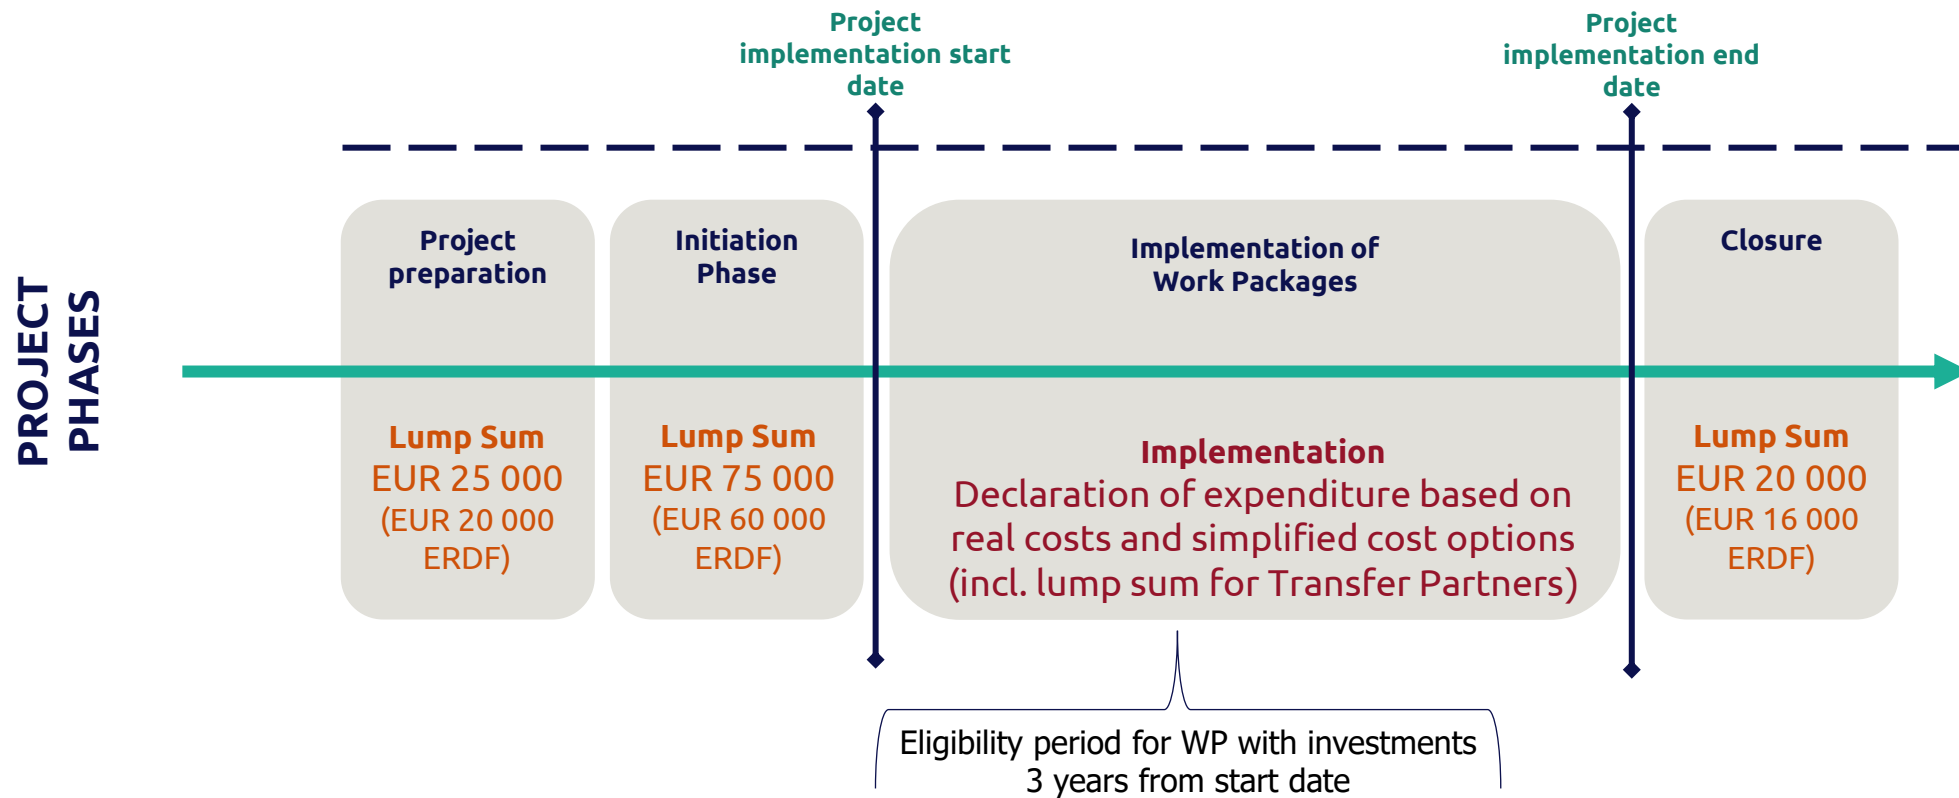 Project
implementation start
date
Project
implementation end
date
PROJECT
PHASES
Project
preparation
Lump Sum
EUR 25 000
(EUR 20 000
ERDF)
Initiation
Phase
Lump Sum
EUR 75 000
(EUR 60 000
ERDF)
Implementation of
Work Packages
Implementation
Declaration of expenditure based on
real costs and simplified cost options
(incl. lump sum for Transfer Partners)
Closure
Lump Sum
EUR 20 000
(EUR 16 000
ERDF)
Eligibility period for WP with investments
3 years from start date